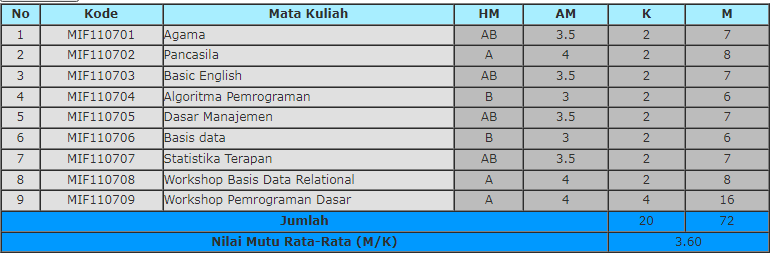 No Kode Mata Kuliah HM AM K M
1 MIF110701 Agama AB 3.5 2 7
2 MIF110702 Pancasila A 4 2 8
3 MIF110703 Basic English AB 3.5 2 7
4 MIF110704 Algoritma Pemrograman B 3 2 6
5 MIF110705 Dasar Manajemen AB 3.5 2 7
6 MIF110706 Basis data B 3 2 6
7 MIF110707 Statistika Terapan AB 3.5 2 7
8 MIF110708 Workshop Basis Data Relational A 4 2 8
9 MIF110709 Workshop Pemrograman Dasar A 4 4 16
Jumlah 20 72
Nilai Mutu Rata-Rata (M/K) 3.60